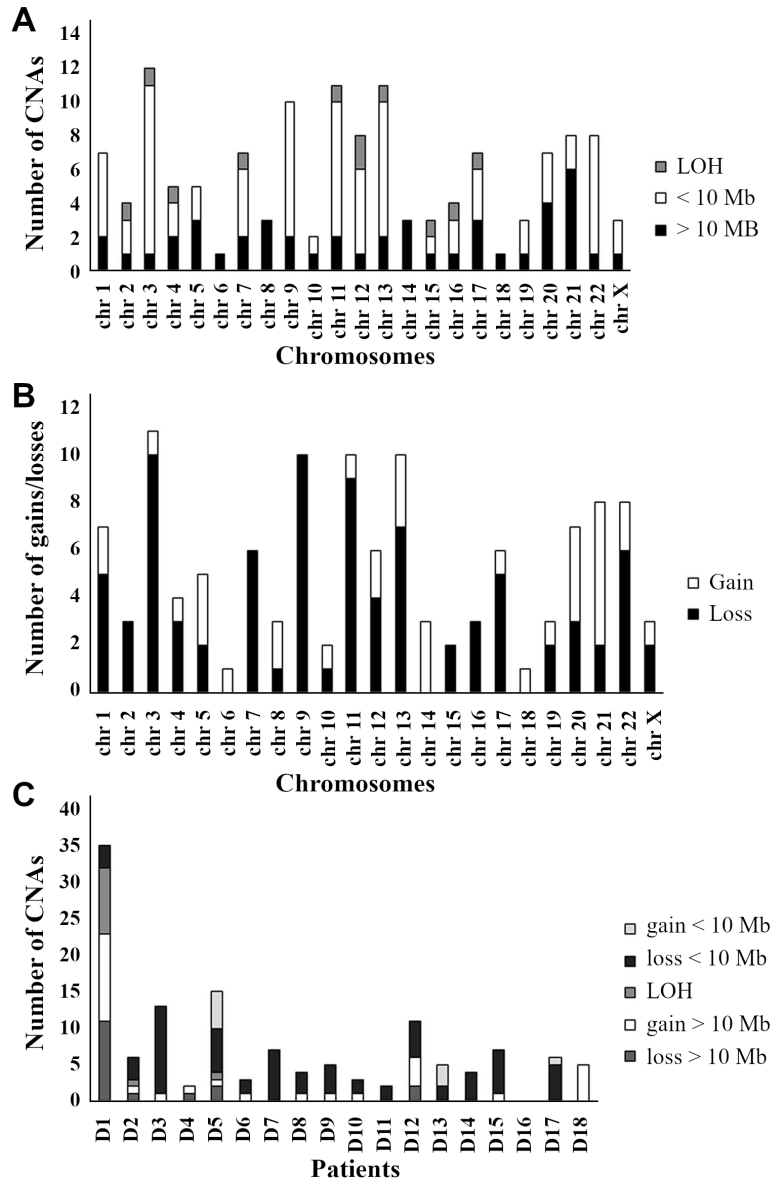 A
Number of CNAs
14
12
10
8
6
4
2
0
chr 1
chr 2
chr 3
chr 4
chr 5
chr 6
chr 7
chr 8
chr 9
chr 10
chr 11
chr 12
chr 13
chr 14
chr 15
chr 16
chr 17
chr 18
chr 19
chr 20
chr 21
chr 22
chr X
Chromosomes
LOH
< 10 Mb
> 10 MB
B
Number of gains/losses
12
10
8
6
4
2
0
chr 1
chr 2
chr 3
chr 4
chr 5
chr 6
chr 7
chr 8
chr 9
chr 10
chr 11
chr 12
chr 13
chr 14
chr 15
chr 16
chr 17
chr 18
chr 19
chr 20
chr 21
chr 22
chr X
Chromosomes
Gain
Loss
C
Number of CNAs
40
35
30
25
20
15
10
5
0
D1
D2
D3
D4
D5
D6
D7
D8
D9
D10
D11
D12
D13
D14
D15
D16
D17
D18
Patients
gain < 10 Mb
loss < 10 Mb
LOH
gain > 10 Mb
loss > 10 Mb